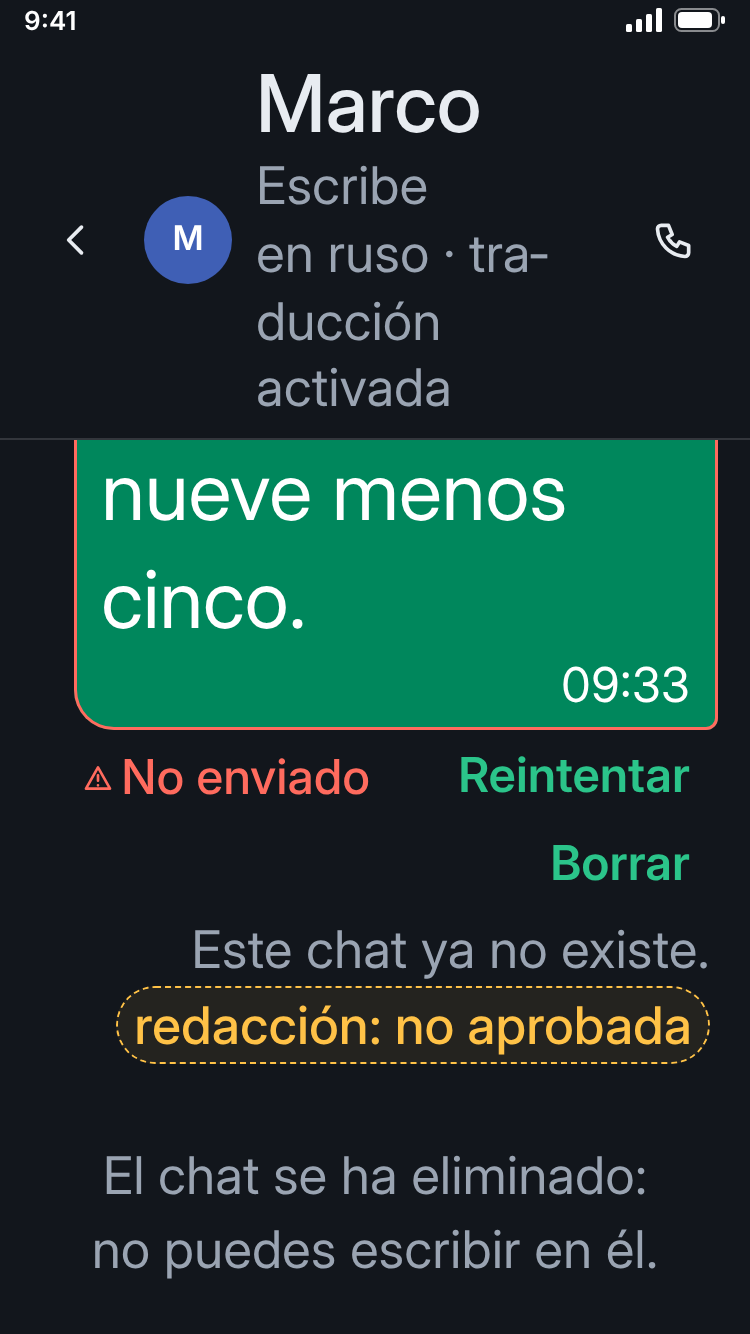 9:41
Marco
Escribe
en ruso · tra-
ducción
activada
M
nueve menos
cinco.
09:33
No enviado
Reintentar
Borrar
Este chat ya no existe.
redacción: no aprobada
El chat se ha eliminado:
no puedes escribir en él.